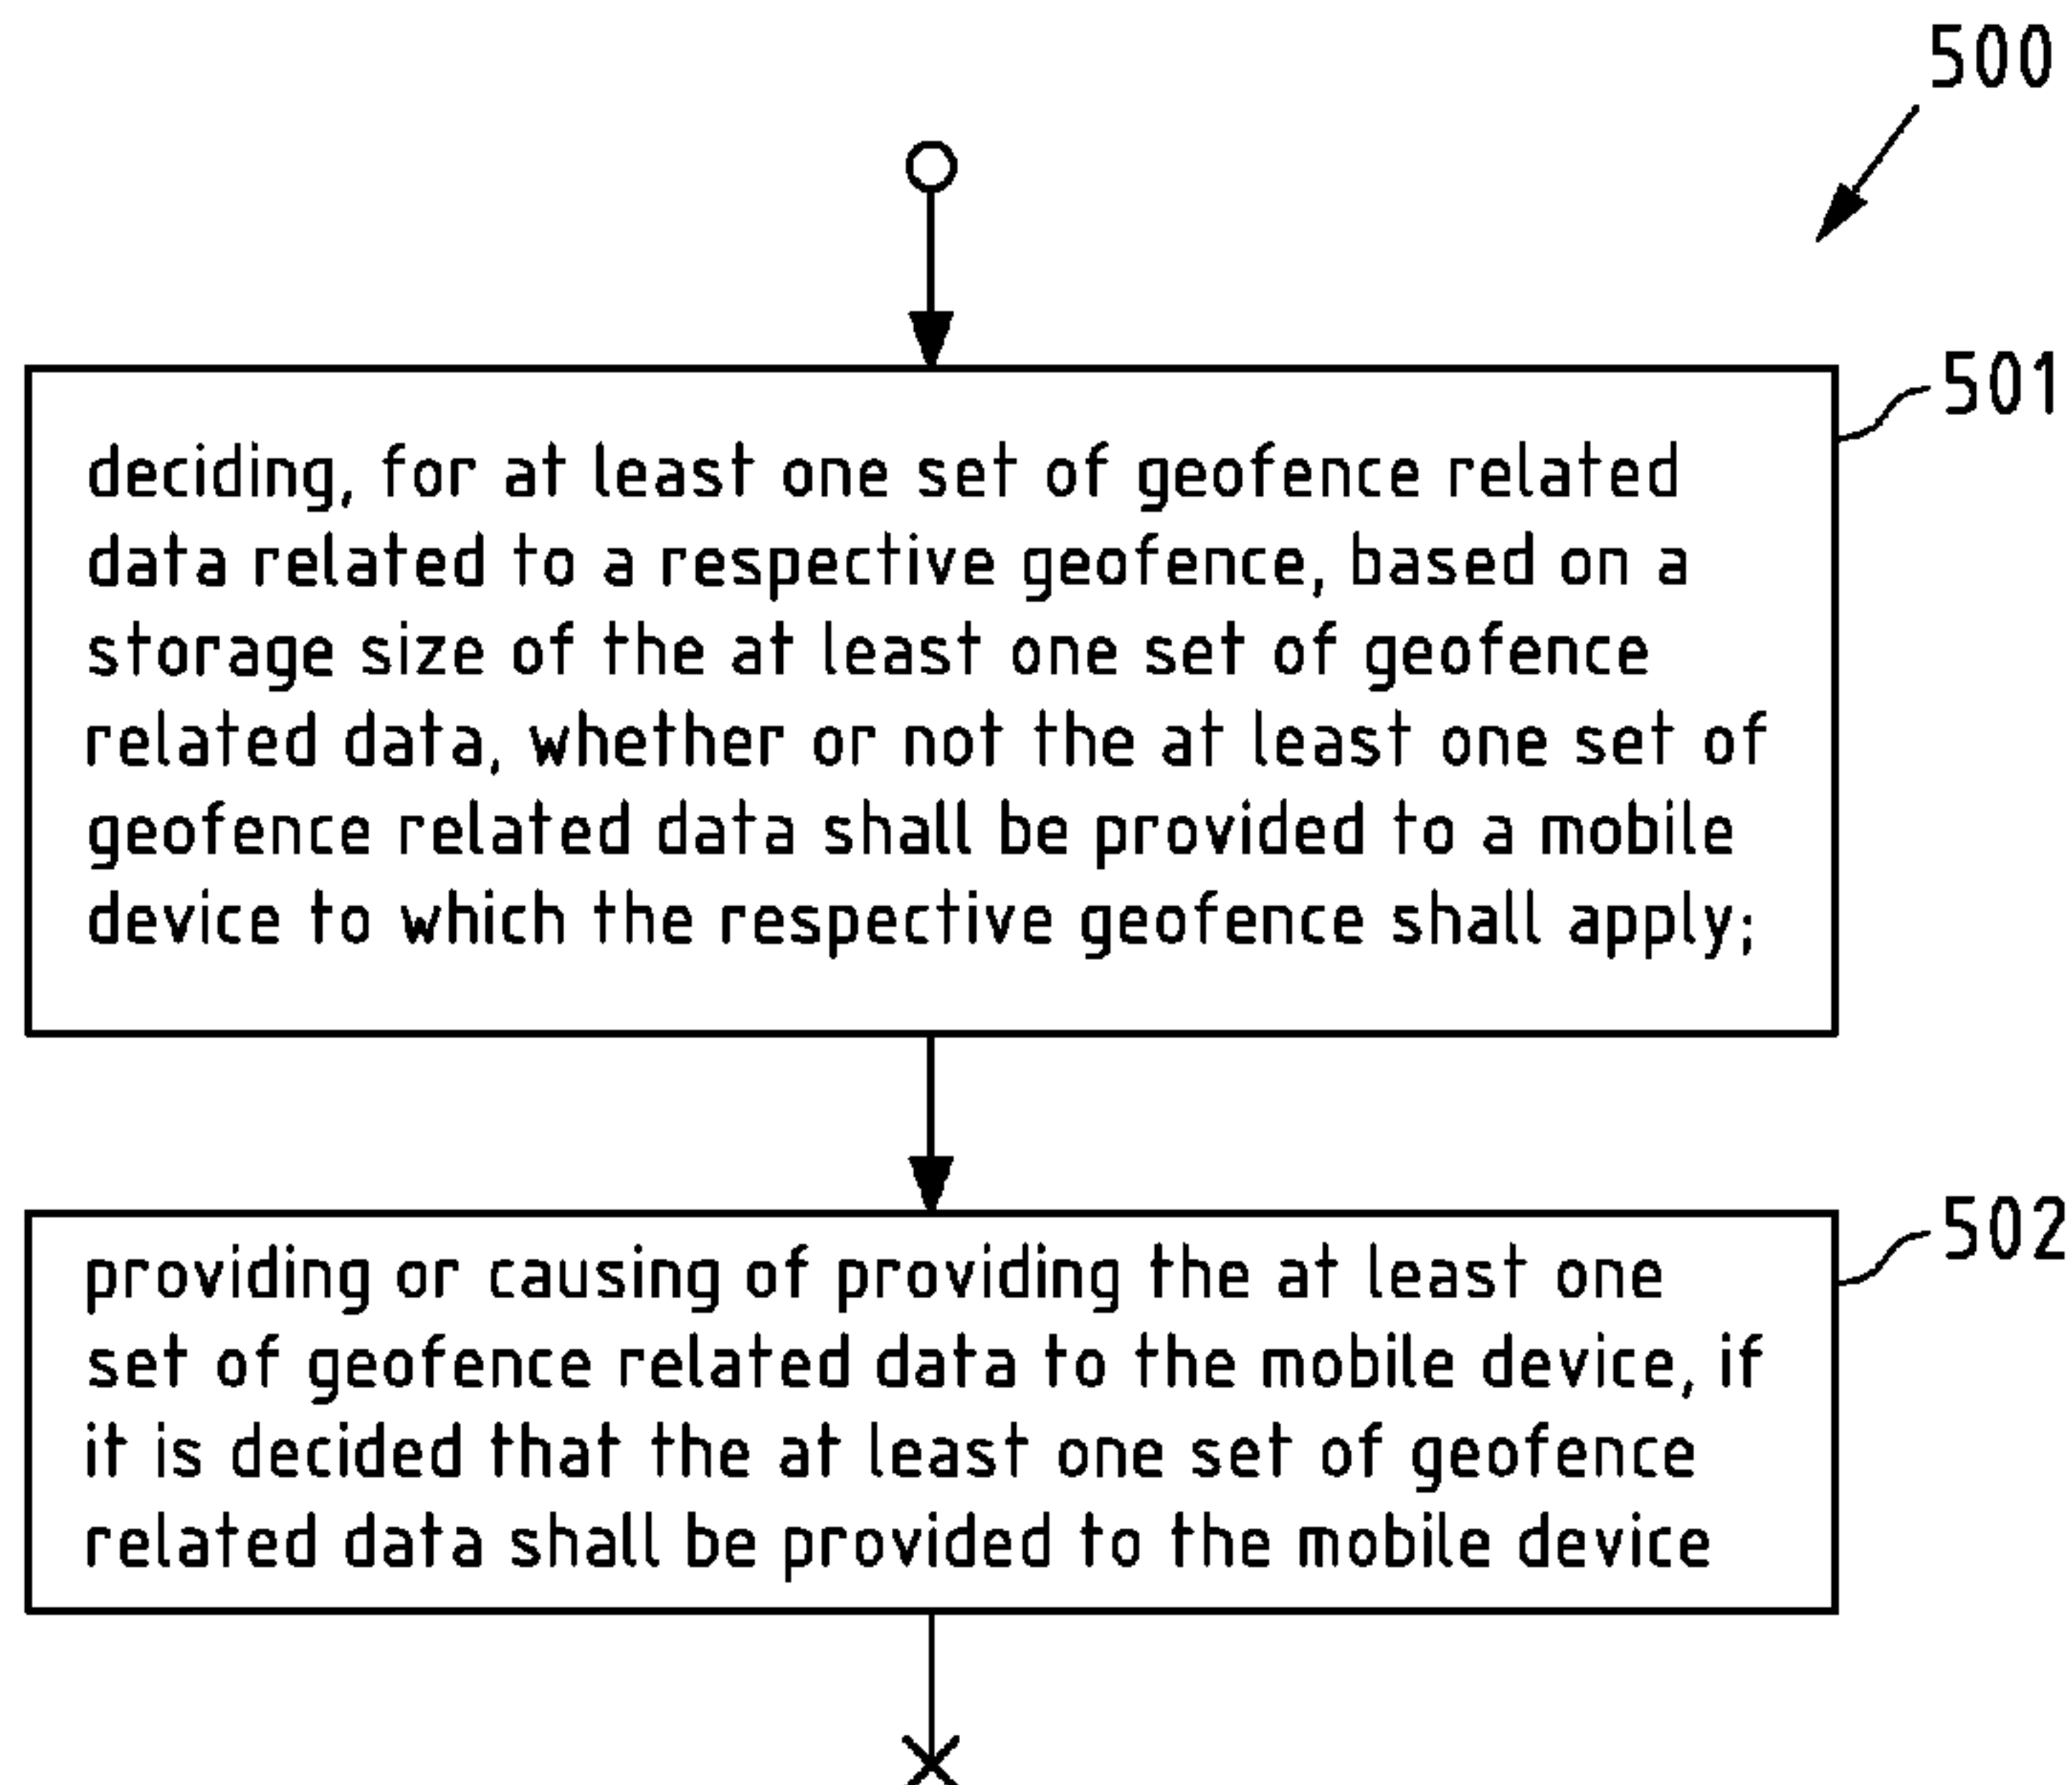 500
501
deciding, for at least one set of geofence related
data related to a respective geofence, based on a
storage size of the at least one set of geofence
related data, whether or not the at least one set of
geofence related data shall be provided to a mobile
device to which the respective geofence shall apply;
502
providing or causing of providing the at least one
set of geofence related data to the mobile device, if
it is decided that the at least one set of geofence
related data shall be provided to the mobile device